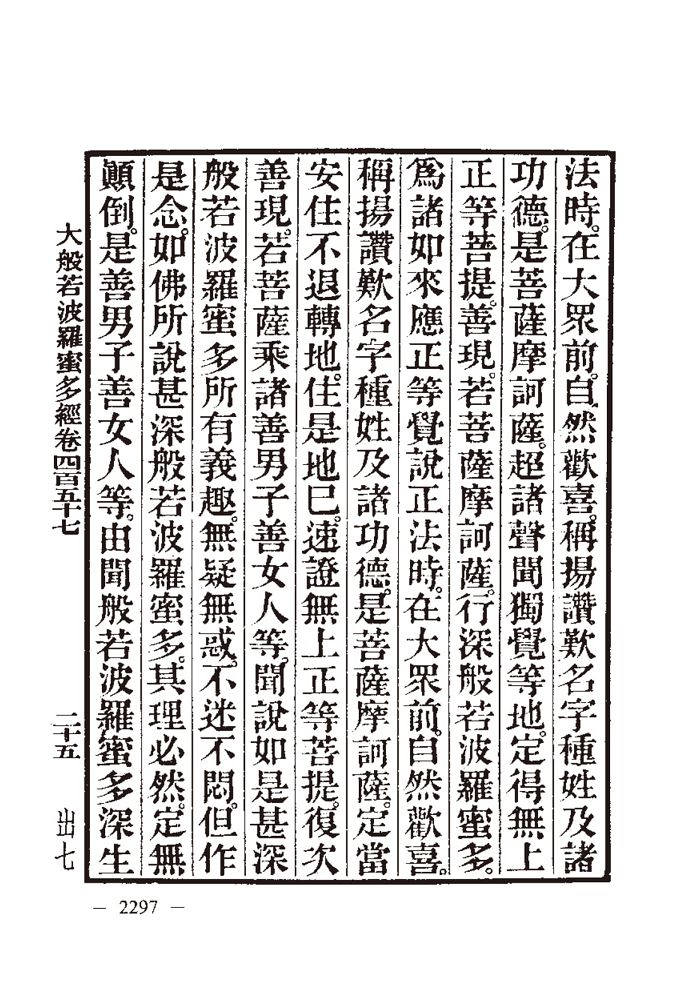 法時。在大眾前。自然歡喜。稱揚讚歎名字種姓及諸
功德。是菩薩摩訶薩。超諸聲聞獨覺等地。定得無上
正等菩提。善現。若菩薩摩訶薩。行深般若波羅蜜多。
為諸如來應正等覺說正法時。在大眾前。自然歡喜。
稱揚讚歎名字種姓及諸功德。是菩薩摩訶薩。定當
安住不退轉地。住是地已。速證無上正等菩提。復次
善現。若菩薩乘諸善男子善女人等。聞說如是甚深
般若波羅蜜多所有義趣。無疑無惑。不迷不悶。但作
是念。如佛所說甚深般若波羅蜜多。其理必然。定無
顛倒。是善男子善女人等。由聞般若波羅蜜多深生
大般若波羅蜜多經卷四百五十七 二十五 出七
— 2297 —